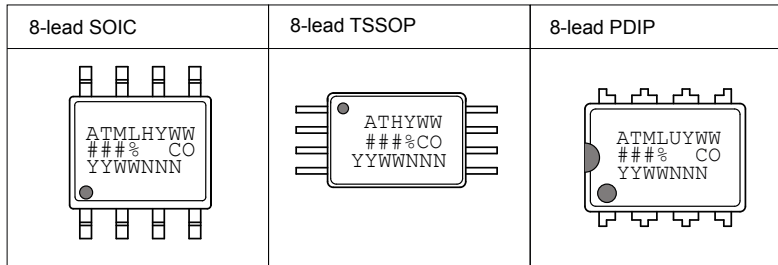 8-lead SOIC
8-lead TSSOP
8-lead PDIP
ATMLHYWW
###% CO
YYWWNNN
ATHYWW
###%CO
YYWWNNN
ATMLUYWW
###% CO
YYWWNNN